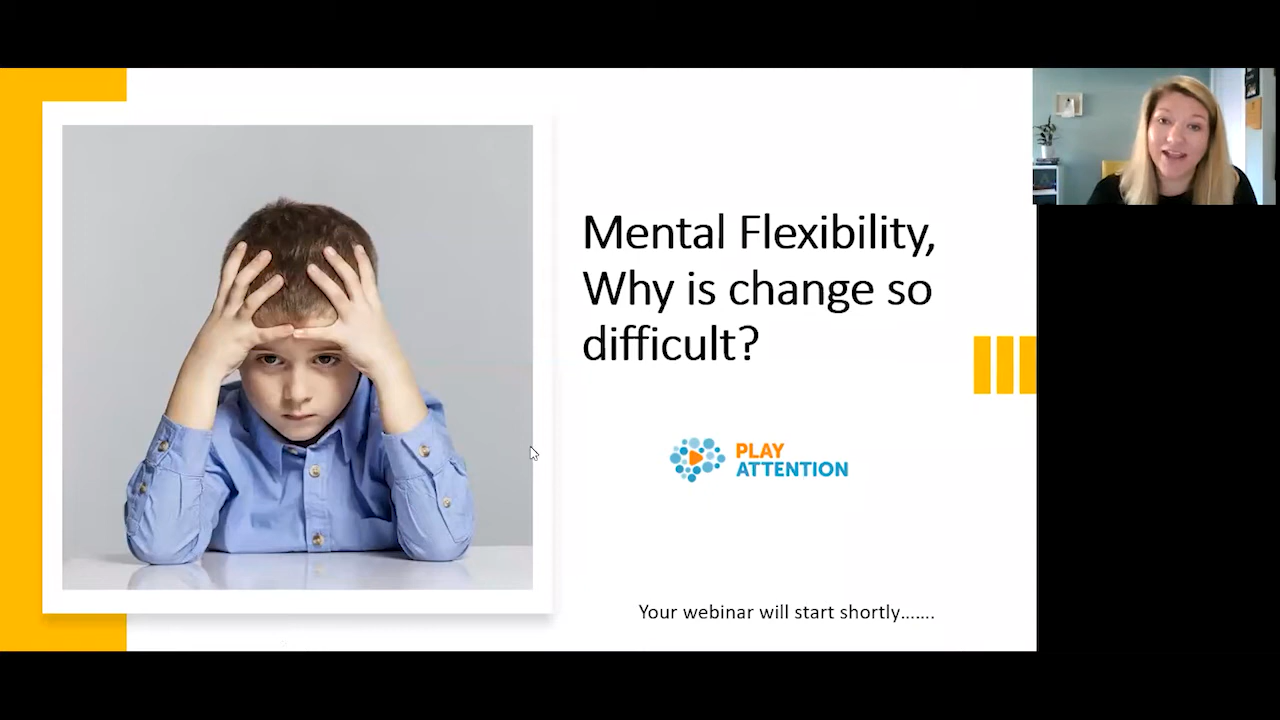 Mental Flexibility,
Why is change so
difficult?
PLAY
ATTENTION
Your webinar will start shortly.......